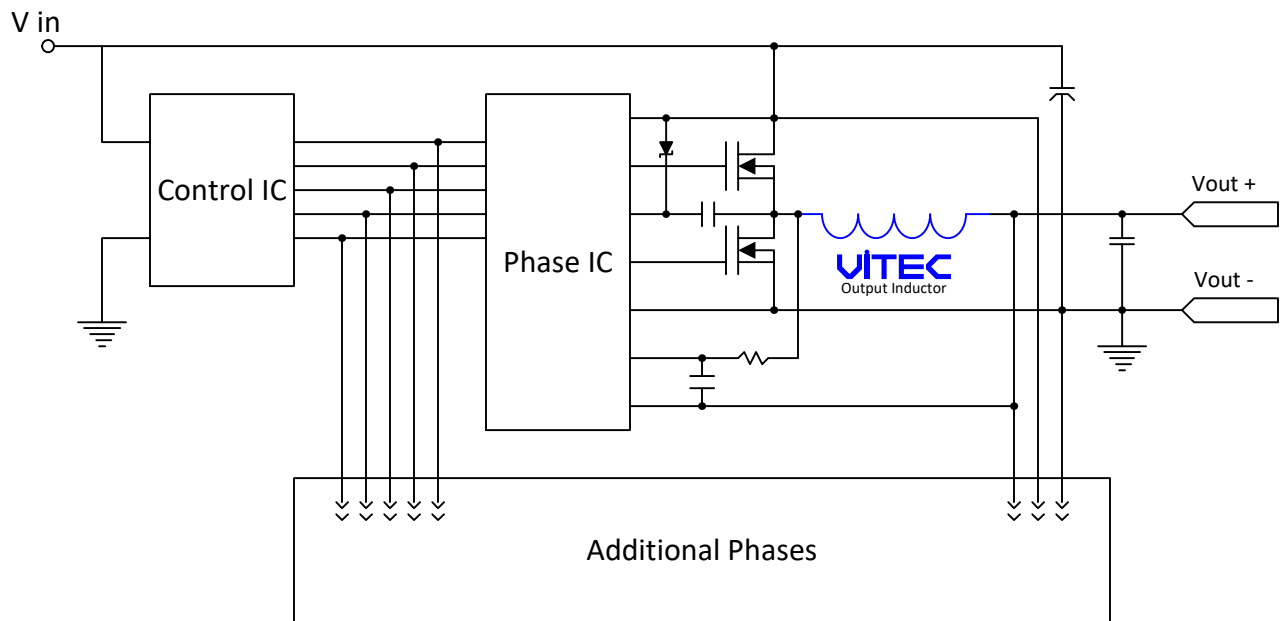 V in
Control IC
Phase IC
Vout +
ViTEC
Output Inductor
Vout -
Additional Phases